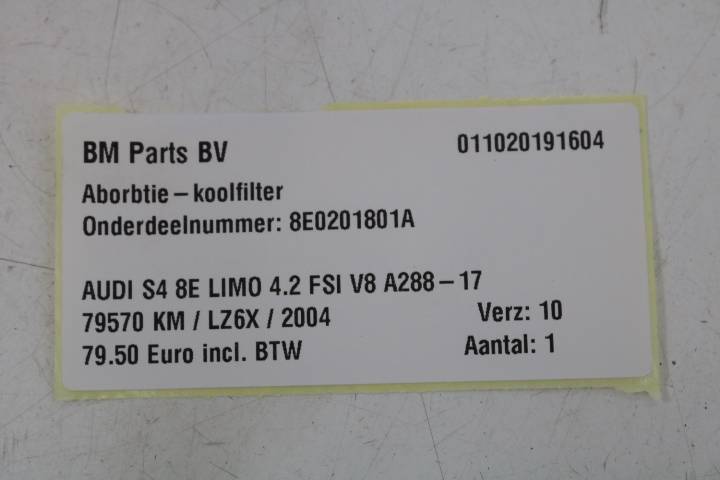 BM Parts BV 011020191604
Aborbtie – koolfilter
Onderdeelnummer: 8E0201801A
AUDI S4 8E LIMO 4.2 FSI V8 A288 – 17
79570 KM / LZ6X / 2004 Verz: 10
79.50 Euro incl. BTW Aantal: 1